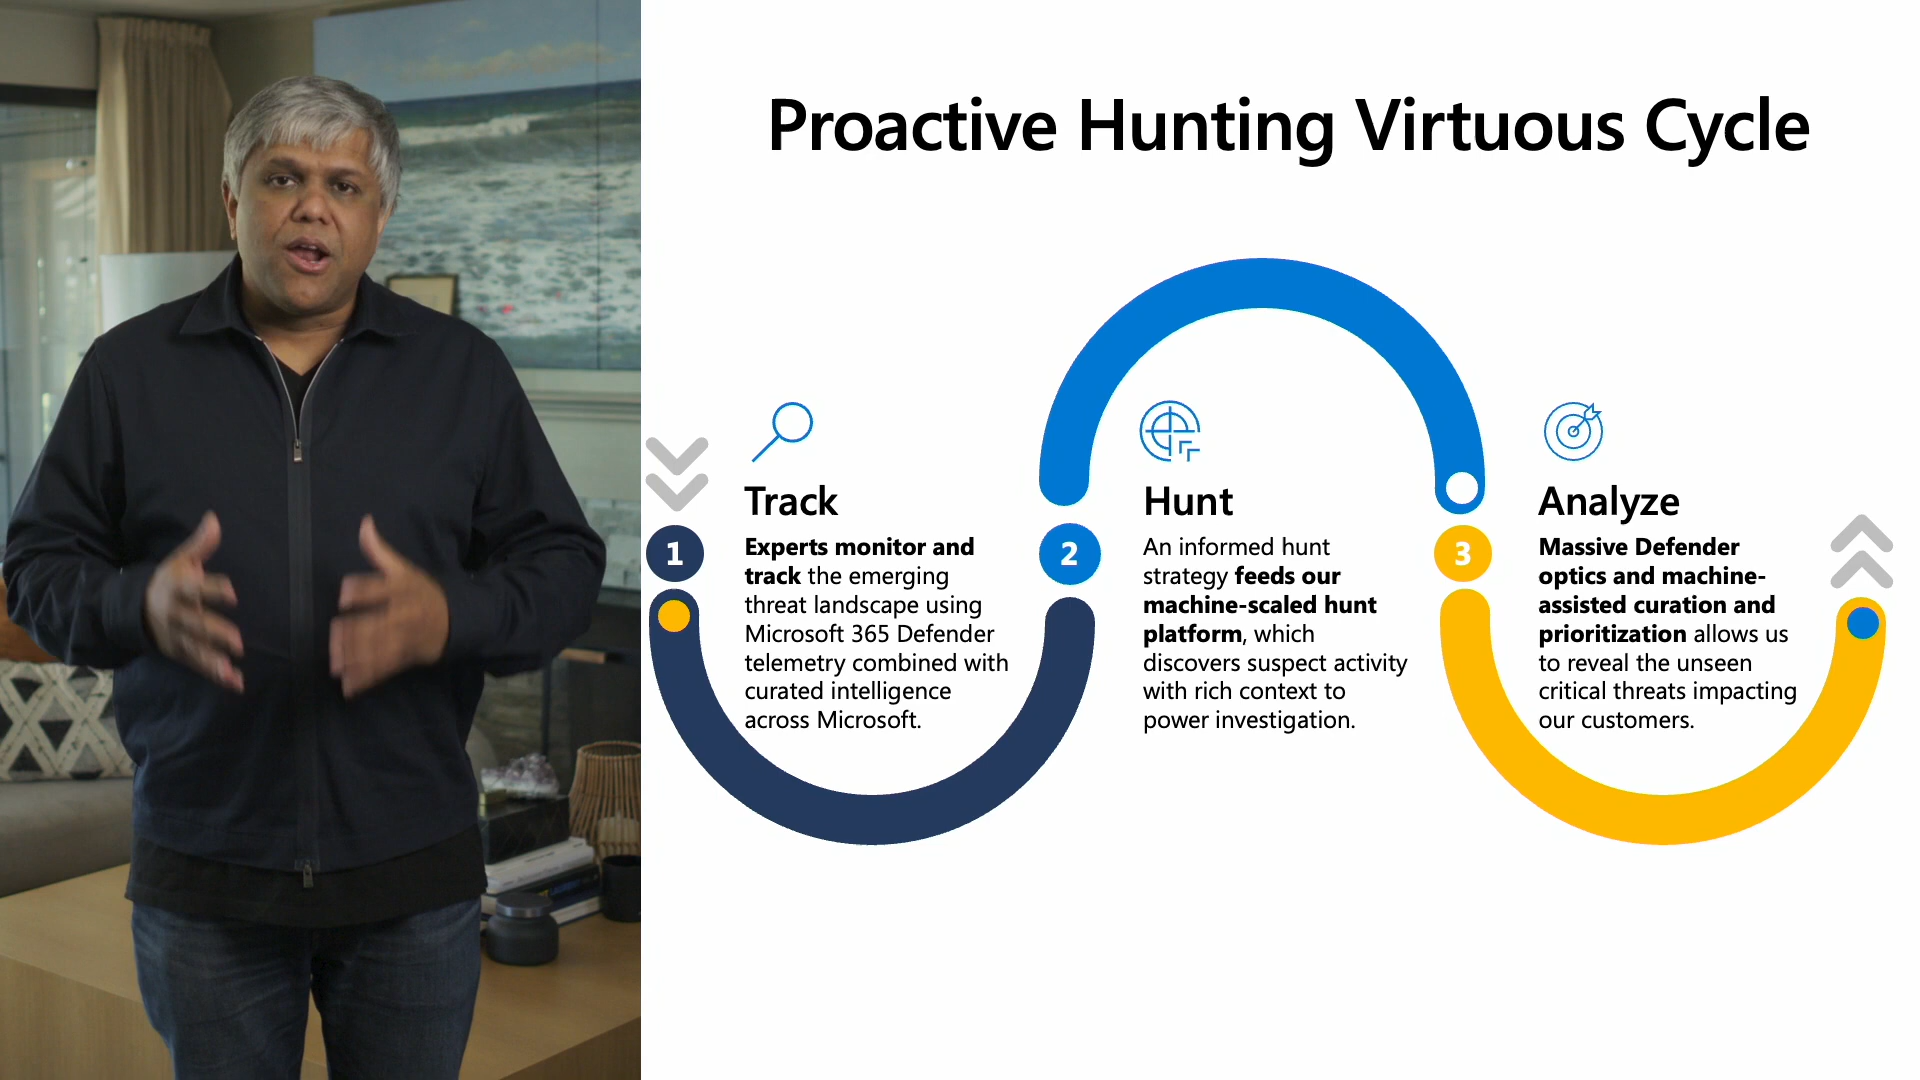 Proactive Hunting Virtuous Cycle
Track
1
Experts monitor and
track the emerging
threat landscape using
Microsoft 365 Defender
telemetry combined with
curated intelligence
across Microsoft.
Hunt
2
An informed hunt
strategy feeds our
machine-scaled hunt
platform, which
discovers suspect activity
with rich context to
power investigation.
Analyze
3
Massive Defender
optics and machine-
assisted curation and
prioritization allows us
to reveal the unseen
critical threats impacting
our customers.